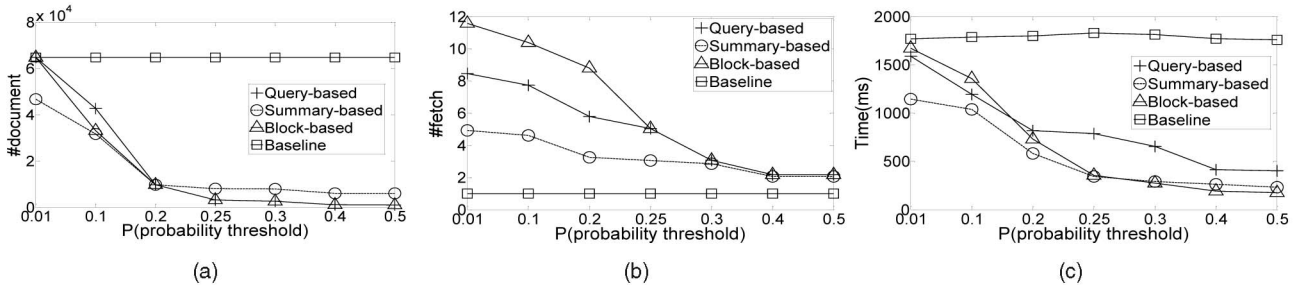 8 x 10^4
6
4
2
0
#document
0.01 0.1 0.2 0.25 0.3 0.4 0.5
P(probability threshold)
Query-based
Summary-based
Block-based
Baseline
(a)
12
10
8
6
4
2
0
#fetch
0.01 0.1 0.2 0.25 0.3 0.4 0.5
P(probability threshold)
Query-based
Summary-based
Block-based
Baseline
(b)
2000
1500
1000
500
0
Time(ms)
0.01 0.1 0.2 0.25 0.3 0.4 0.5
P(probability threshold)
Query-based
Summary-based
Block-based
Baseline
(c)